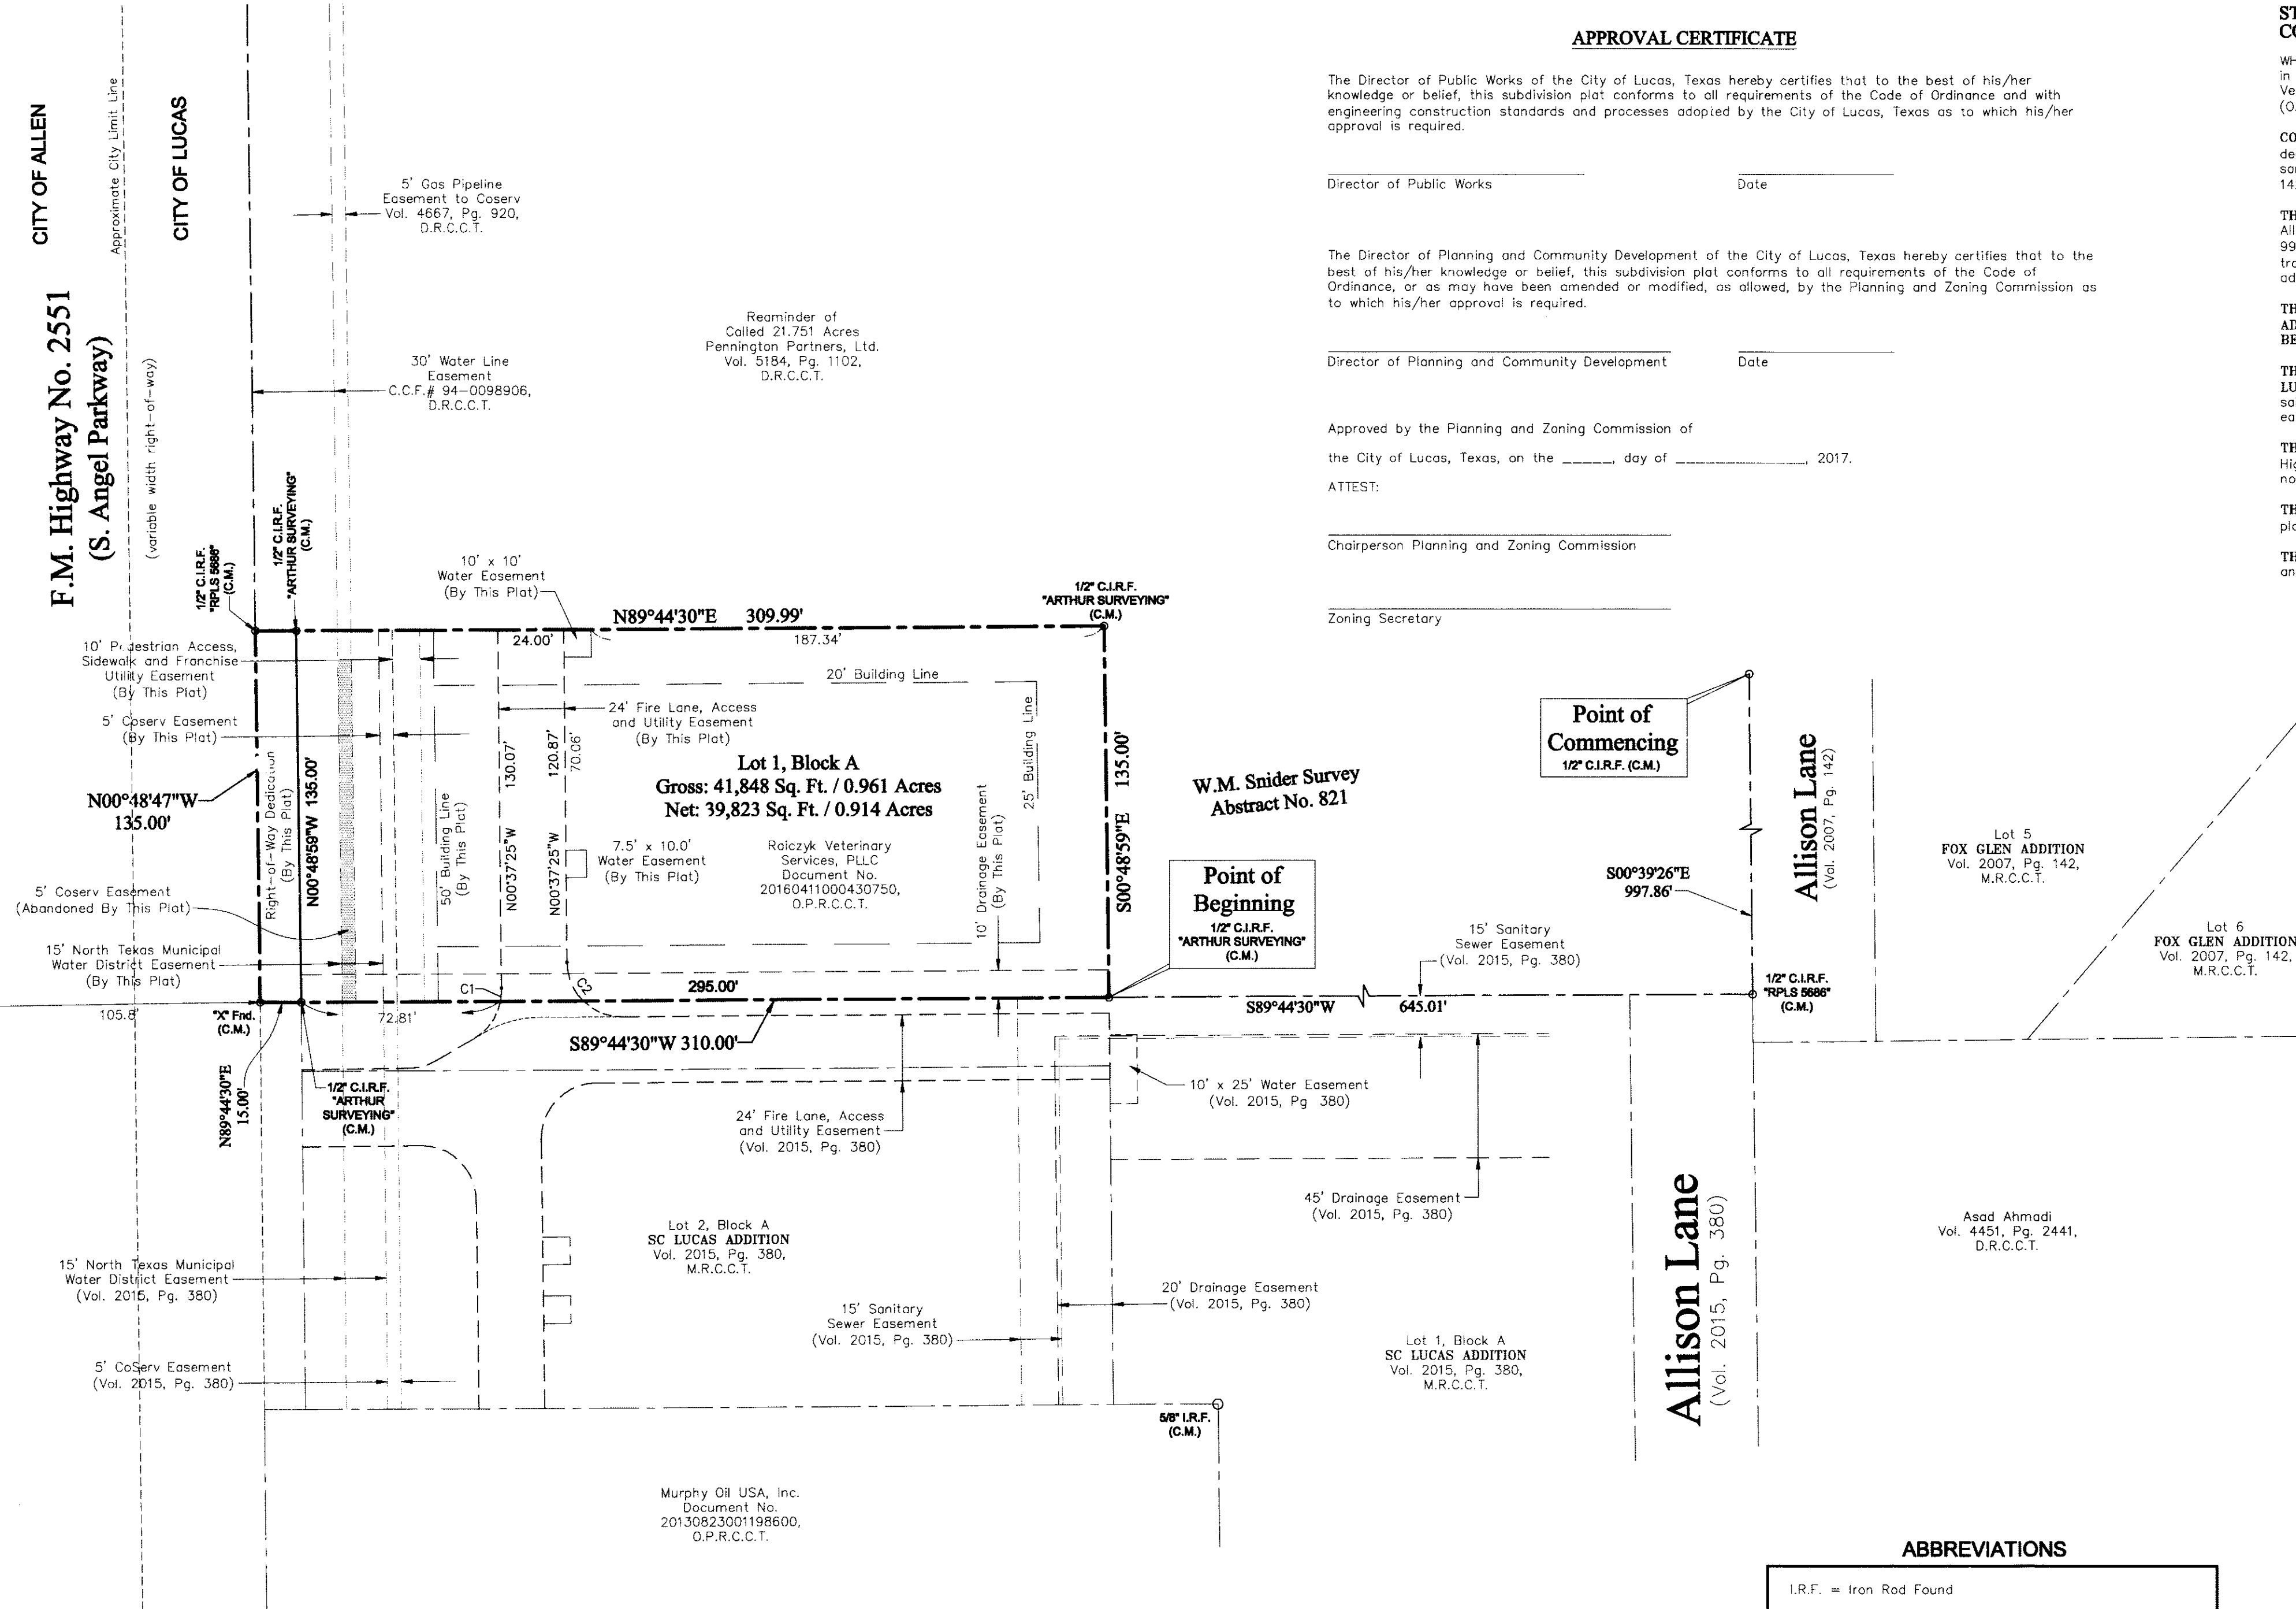 CITY OF ALLEN
Approximate City Limit Line
CITY OF LUCAS
F.M. Highway No. 2551
(S. Angel Parkway)
(variable width right-of-way)
5' Gas Pipeline
Easement to Coserv
Vol. 4667, Pg. 920,
D.R.C.C.T.
30' Water Line
Easement
C.C.F.# 94-0098906,
D.R.C.C.T.
Reaminder of
Called 21.751 Acres
Pennington Partners, Ltd.
Vol. 5184, Pg. 1102,
D.R.C.C.T.
APPROVAL CERTIFICATE
The Director of Public Works of the City of Lucas, Texas hereby certifies that to the best of his/her
knowledge or belief, this subdivision plat conforms to all requirements of the Code of Ordinance and with
engineering construction standards and processes adopted by the City of Lucas, Texas as to which his/her
approval is required.
Director of Public Works
Date
The Director of Planning and Community Development of the City of Lucas, Texas hereby certifies that to the
best of his/her knowledge or belief, this subdivision plat conforms to all requirements of the Code of
Ordinance, or as may have been amended or modified, as allowed, by the Planning and Zoning Commission as
to which his/her approval is required.
Director of Planning and Community Development
Date
Approved by the Planning and Zoning Commission of
the City of Lucas, Texas, on the _____, day of ______________, 2017.
ATTEST:
Chairperson Planning and Zoning Commission
Zoning Secretary
1/2" C.I.R.F.
"RPLS 5686"
(C.M.)
1/2" C.I.R.F.
"ARTHUR SURVEYING"
(C.M.)
10' x 10'
Water Easement
(By This Plat)
N89°44'30"E 309.99'
24.00'
187.34'
1/2" C.I.R.F.
"ARTHUR SURVEYING"
(C.M.)
10' Pedestrian Access,
Sidewalk and Franchise
Utility Easement
(By This Plat)
5' Coserv Easement
(By This Plat)
N00°48'47"W
135.00'
5' Coserv Easement
(Abandoned By This Plat)
15' North Texas Municipal
Water District Easement
(By This Plat)
Right-of-Way Dedication
(By This Plat)
N00°48'59"W 135.00'
50' Building Line
(By This Plat)
N00°37'25"W 130.07'
N00°37'25"W 120.87'
70.06'
20' Building Line
24' Fire Lane, Access
and Utility Easement
(By This Plat)
Lot 1, Block A
Gross: 41,848 Sq. Ft. / 0.961 Acres
Net: 39,823 Sq. Ft. / 0.914 Acres
7.5' x 10.0'
Water Easement
(By This Plat)
Raiczyk Veterinary
Services, PLLC
Document No.
20160411000430750,
O.P.R.C.C.T.
10' Drainage Easement
(By This Plat)
25' Building Line
S00°48'59"E 135.00'
W.M. Snider Survey
Abstract No. 821
Point of
Commencing
1/2" C.I.R.F. (C.M.)
Point of
Beginning
1/2" C.I.R.F.
"ARTHUR SURVEYING"
(C.M.)
S00°39'26"E
997.86'
Allison Lane
(Vol. 2007, Pg. 142)
Lot 5
FOX GLEN ADDITION
Vol. 2007, Pg. 142,
M.R.C.C.T.
Lot 6
FOX GLEN ADDITION
Vol. 2007, Pg. 142,
M.R.C.C.T.
15' Sanitary
Sewer Easement
(Vol. 2015, Pg. 380)
1/2" C.I.R.F.
"RPLS 5686"
(C.M.)
S89°44'30"W 645.01'
105.8'
"X" Fnd.
(C.M.)
72.81'
C1
C2
295.00'
S89°44'30"W 310.00'
N89°44'30"E
15.00'
1/2" C.I.R.F.
"ARTHUR
SURVEYING"
(C.M.)
24' Fire Lane, Access
and Utility Easement
(Vol. 2015, Pg. 380)
10' x 25' Water Easement
(Vol. 2015, Pg 380)
45' Drainage Easement
(Vol. 2015, Pg. 380)
Lot 2, Block A
SC LUCAS ADDITION
Vol. 2015, Pg. 380,
M.R.C.C.T.
15' North Texas Municipal
Water District Easement
(Vol. 2015, Pg. 380)
5' CoServ Easement
(Vol. 2015, Pg. 380)
15' Sanitary
Sewer Easement
(Vol. 2015, Pg. 380)
20' Drainage Easement
(Vol. 2015, Pg. 380)
Lot 1, Block A
SC LUCAS ADDITION
Vol. 2015, Pg. 380,
M.R.C.C.T.
Allison Lane
(Vol. 2015, Pg. 380)
Asad Ahmadi
Vol. 4451, Pg. 2441,
D.R.C.C.T.
5/8" I.R.F.
(C.M.)
Murphy Oil USA, Inc.
Document No.
20130823001198600,
O.P.R.C.C.T.
ABBREVIATIONS
I.R.F. = Iron Rod Found